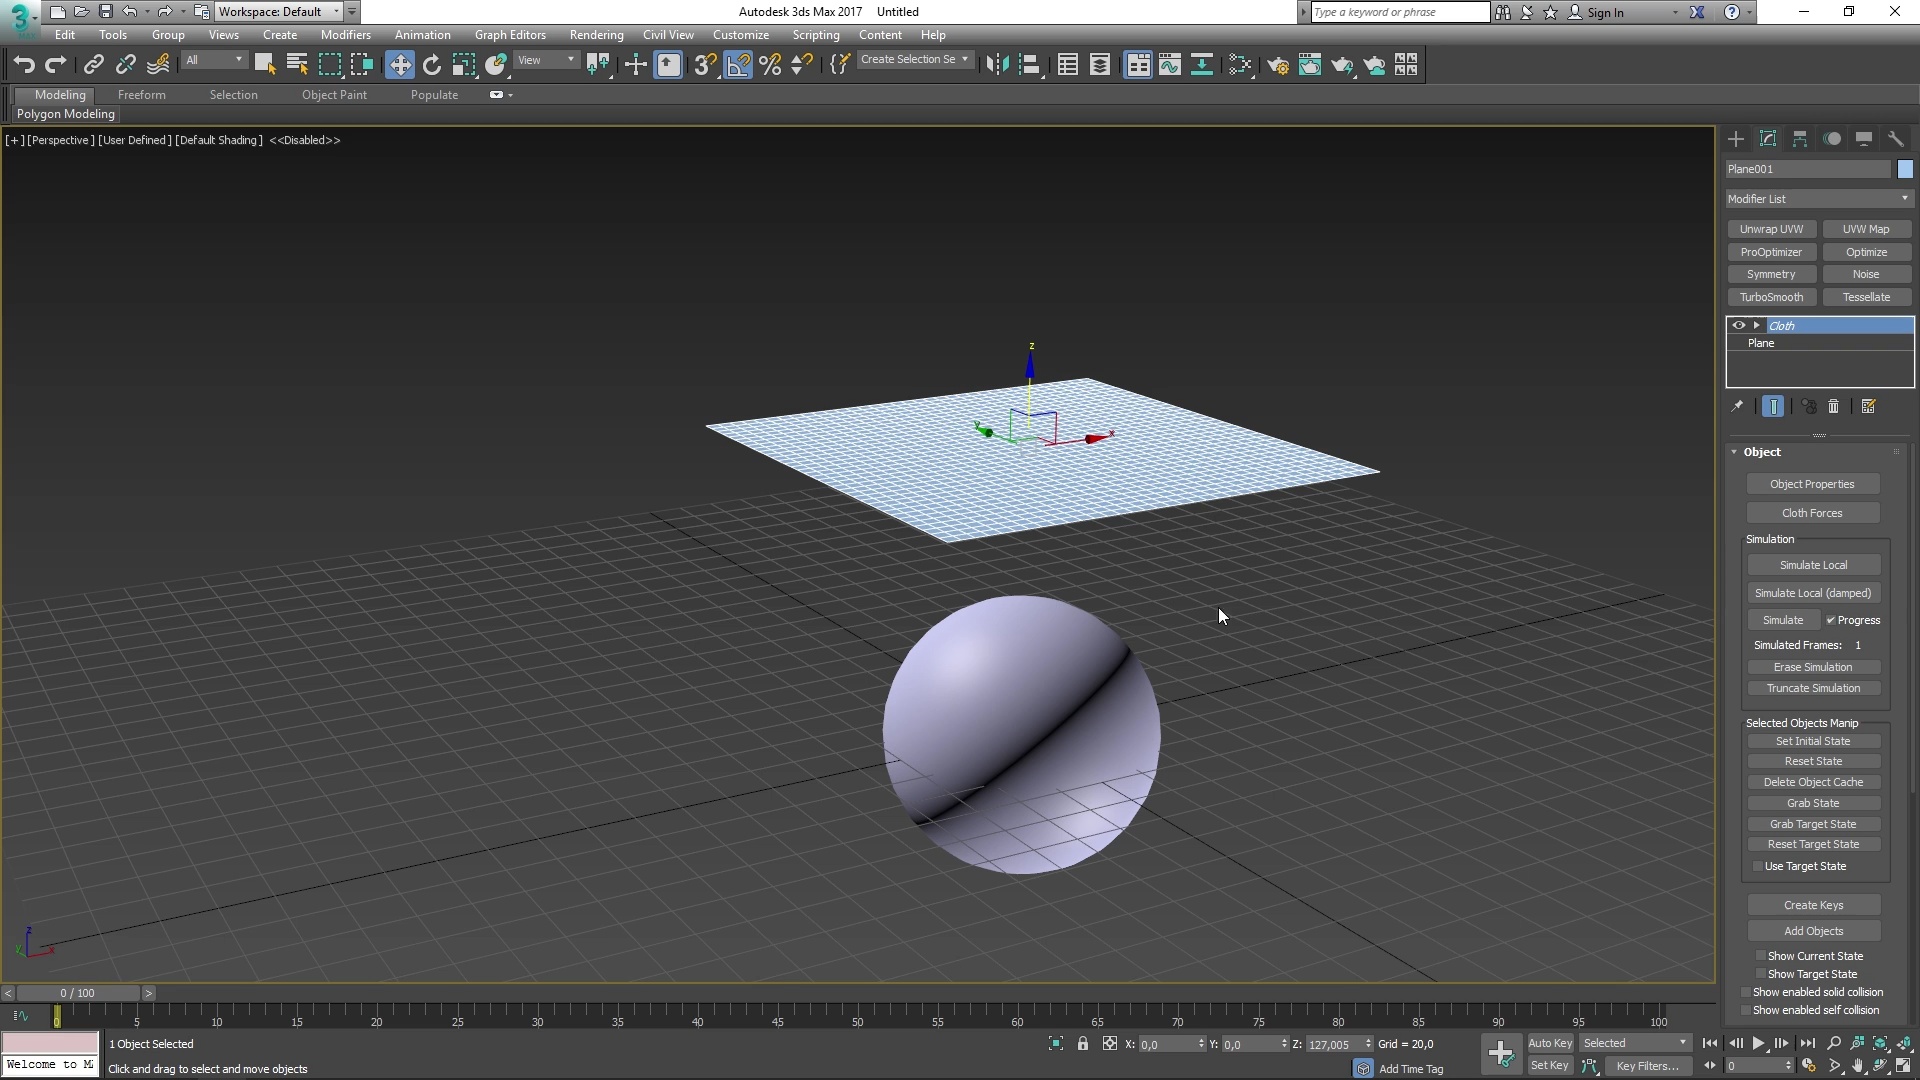 Workspace: Default
Autodesk 3ds Max 2017 Untitled
Type a keyword or phrase
Sign In
Edit Tools Group Views Create Modifiers Animation Graph Editors Rendering Civil View Customize Scripting Content Help
All
View
Create Selection Se
Modeling Freeform Selection Object Paint Populate
Polygon Modeling
[+] [Perspective] [User Defined] [Default Shading] <<Disabled>>
z
y
x
z
y
x
Plane001
Modifier List
Unwrap UVW UVW Map
ProOptimizer Optimize
Symmetry Noise
TurboSmooth Tessellate
Cloth
Plane
Object
Object Properties
Cloth Forces
Simulation
Simulate Local
Simulate Local (damped)
Simulate Progress
Simulated Frames: 1
Erase Simulation
Truncate Simulation
Selected Objects Manip
Set Initial State
Reset State
Delete Object Cache
Grab State
Grab Target State
Reset Target State
Use Target State
Create Keys
Add Objects
Show Current State
Show Target State
Show enabled solid collision
Show enabled self collision
< 0 / 100 >
0 5 10 15 20 25 30 35 40 45 50 55 60 65 70 75 80 85 90 95 100
1 Object Selected
X: 0,0 Y: 0,0 Z: 127,005 Grid = 20,0
Auto Key Selected
Welcome to M
Click and drag to select and move objects
Add Time Tag
Set Key Key Filters... 0